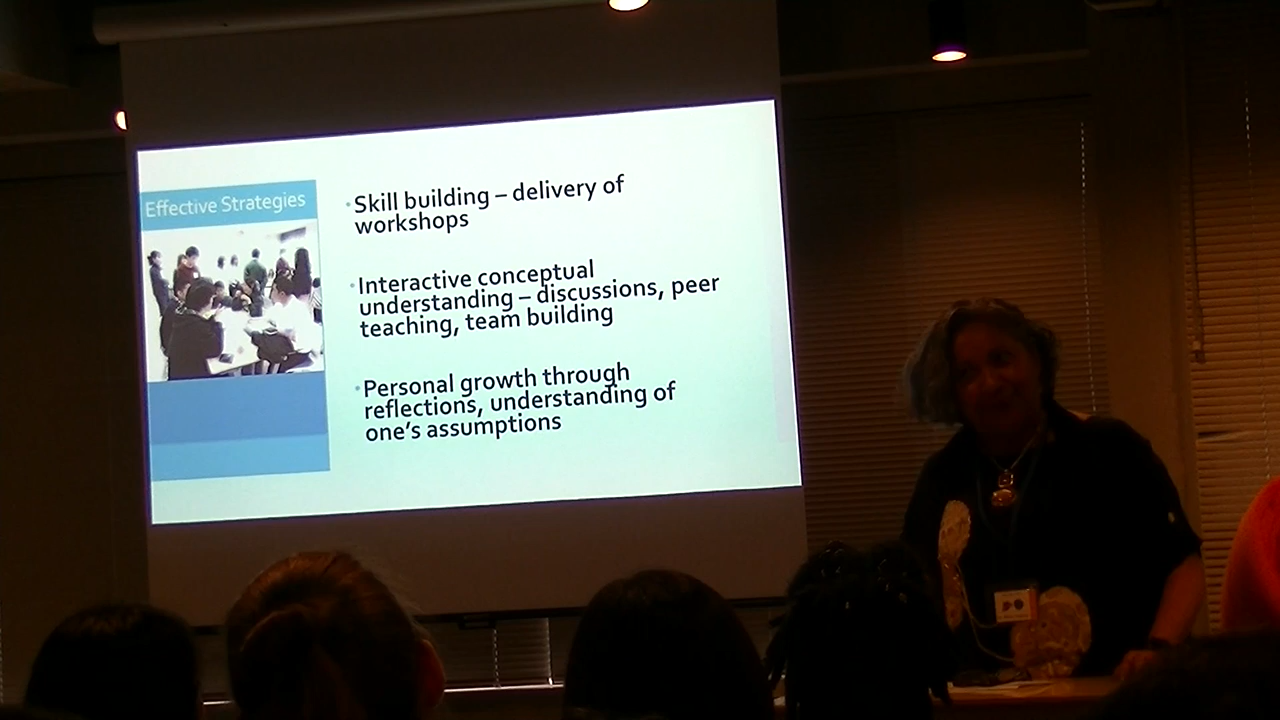 Effective Strategies
Skill building – delivery of
workshops
Interactive conceptual
understanding – discussions, peer
teaching, team building
Personal growth through
reflections, understanding of
one's assumptions